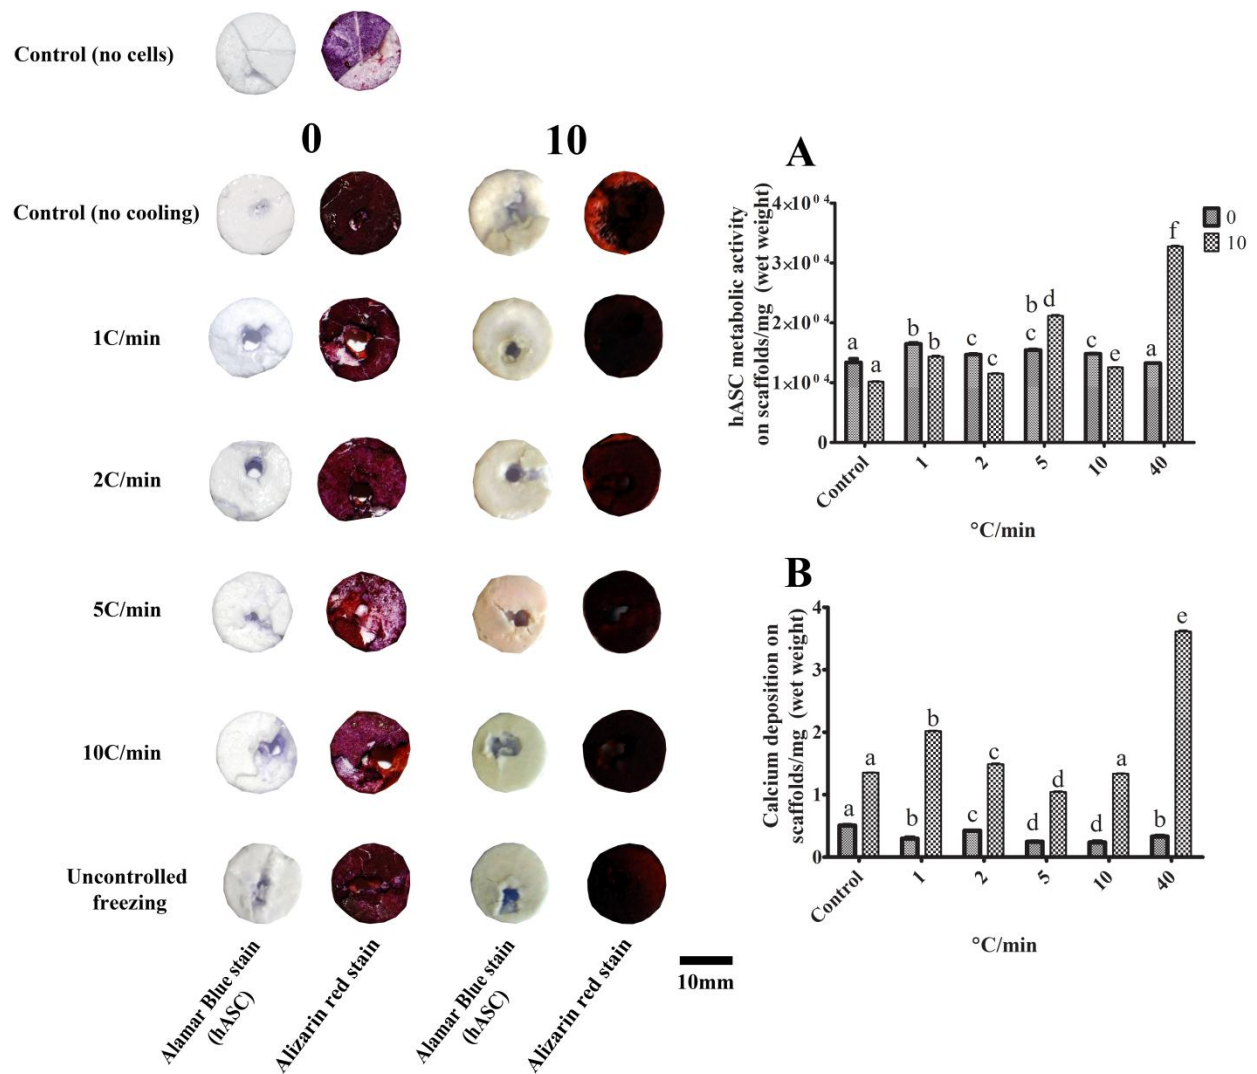 Control (no cells)
0
10
Control (no cooling)
1C/min
2C/min
5C/min
10C/min
Uncontrolled
freezing
Alamar Blue stain
(hASC)
Alizarin red stain
Alamar Blue stain
(hASC)
Alizarin red stain
10mm
A
hASC metabolic activity
on scaffolds/mg (wet weight)
4×10⁰⁴
3×10⁰⁴
2×10⁰⁴
1×10⁰⁴
0
a a b b c c b c d c e a f
Control 1 2 5 10 40
°C/min
0
10
B
Calcium deposition on
scaffolds/mg (wet weight)
4
3
2
1
0
a a b b c c d d d a b e
Control 1 2 5 10 40
°C/min